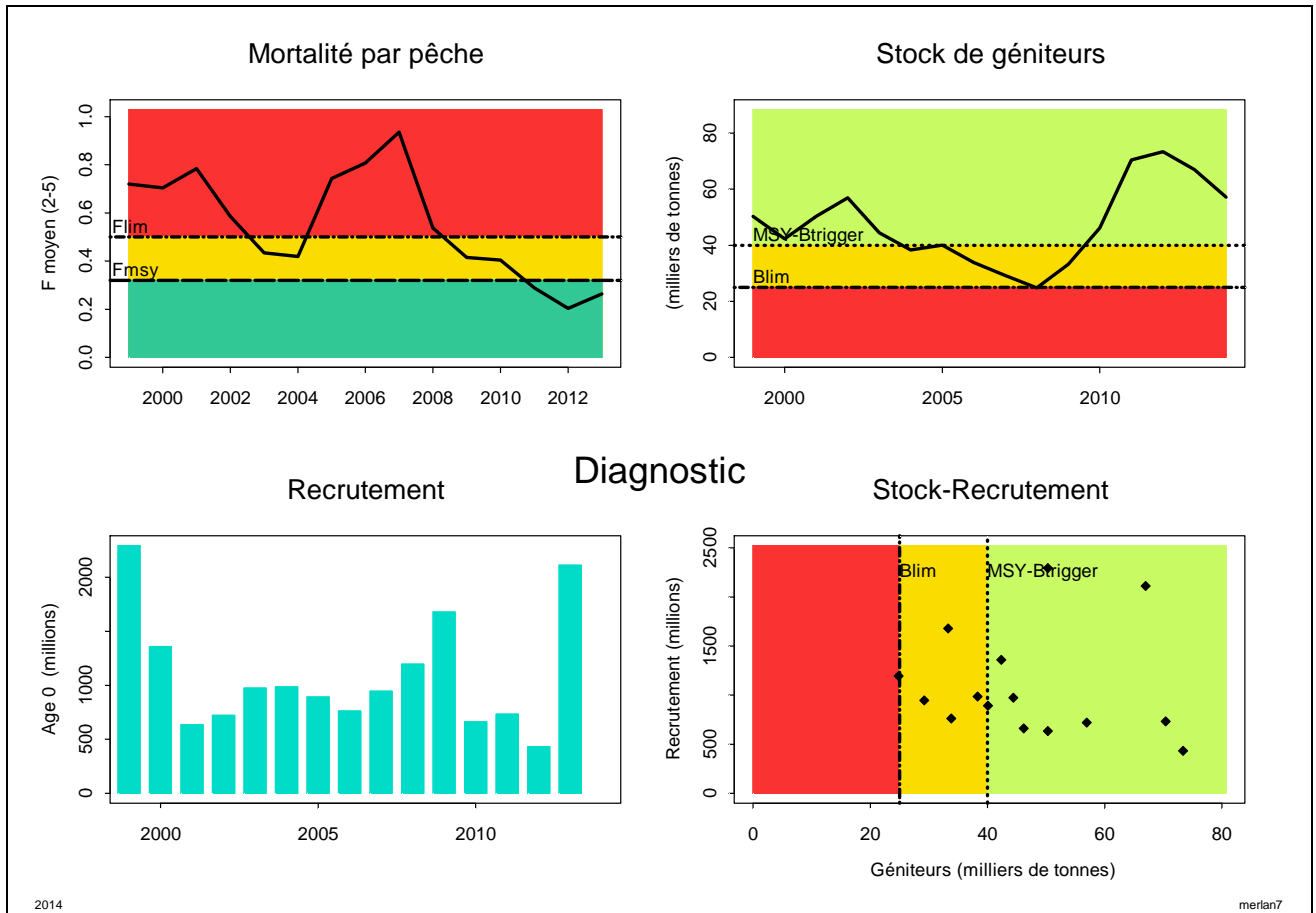 Mortalité par pêche
F moyen (2-5)
1.0
0.8
0.6
0.4
0.2
0.0
Flim
Fmsy
2000 2002 2004 2006 2008 2010 2012
Stock de géniteurs
(milliers de tonnes)
80
60
40
20
0
MSY-Btrigger
Blim
2000 2005 2010
Diagnostic
Recrutement
Age 0 (millions)
2000
1000
500
0
2000 2005 2010
Stock-Recrutement
Recrutement (millions)
2500
1500
500
0
Blim MSY-Btrigger
0 20 40 60 80
Géniteurs (milliers de tonnes)
2014
merlan7